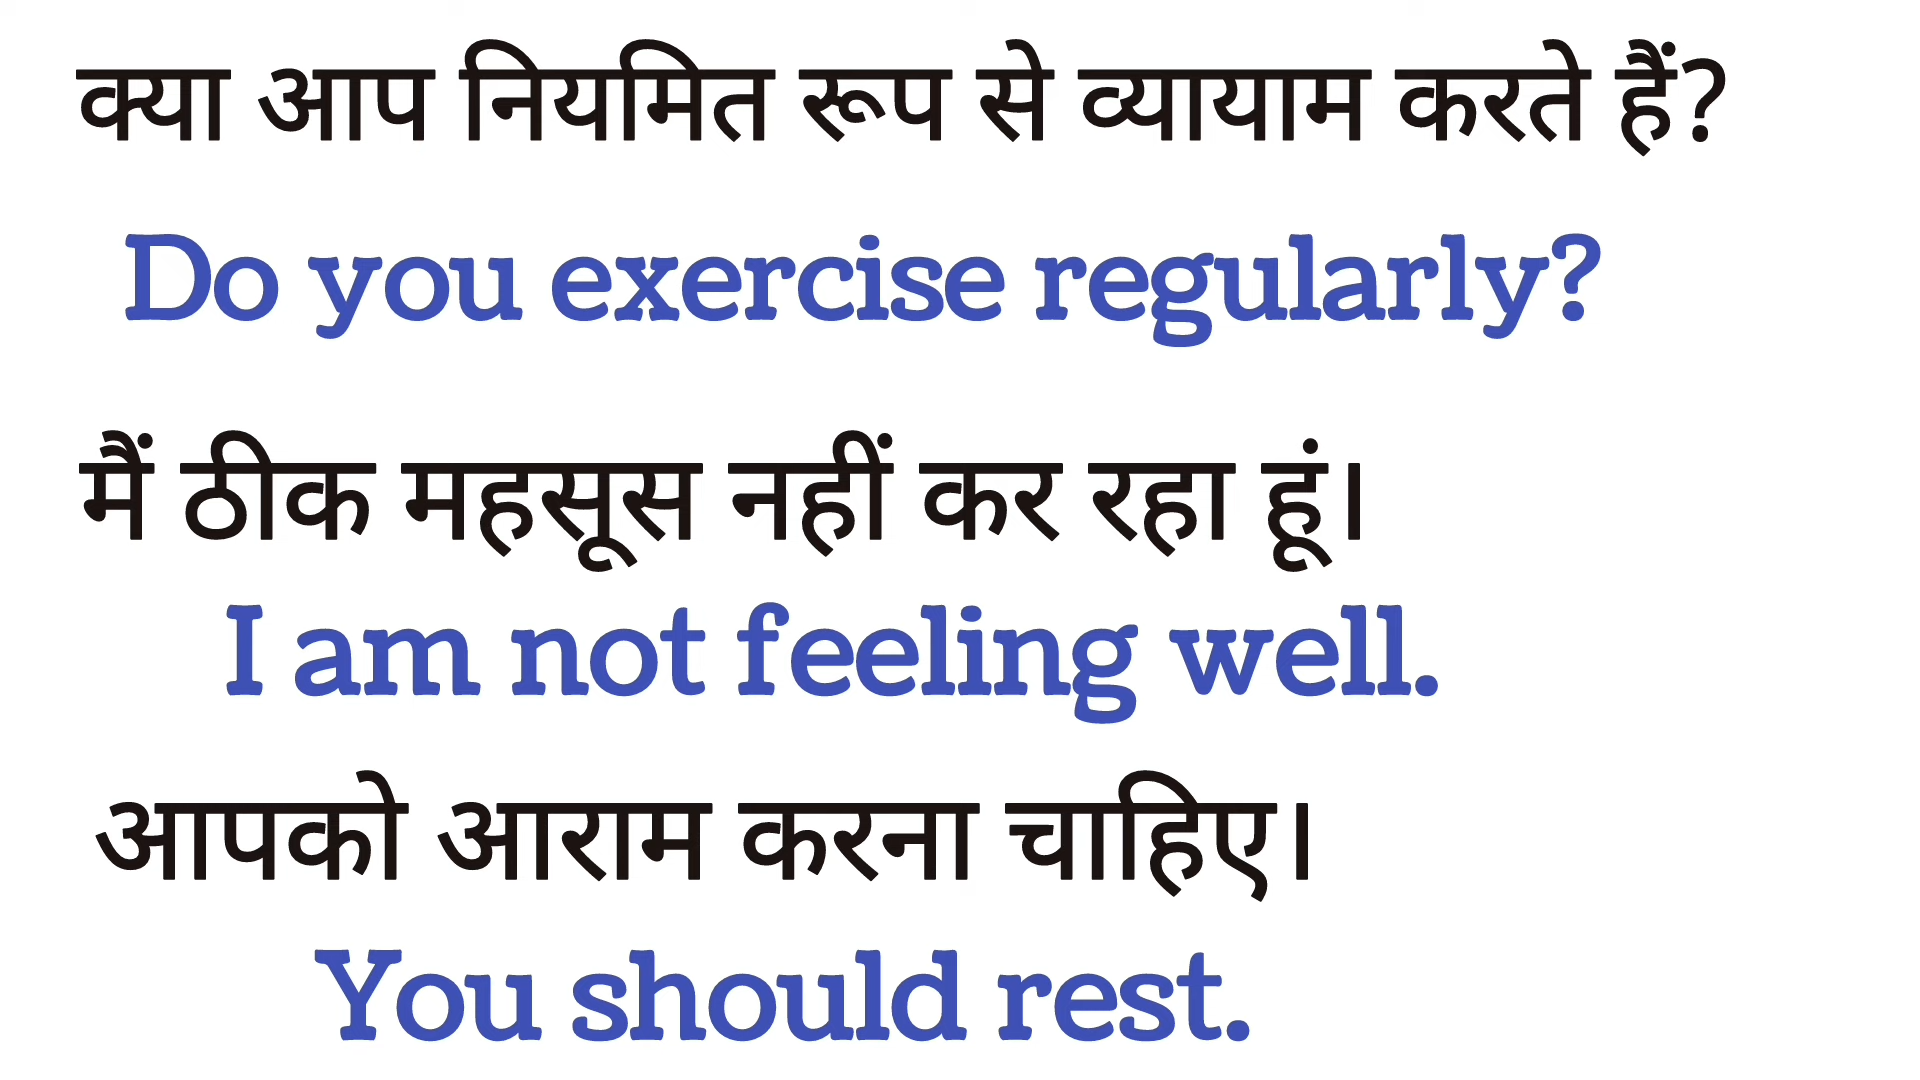 क्या आप नियमित रूप से व्यायाम करते हैं?
Do you exercise regularly?
मैं ठीक महसूस नहीं कर रहा हूं।
I am not feeling well.
आपको आराम करना चाहिए।
You should rest.